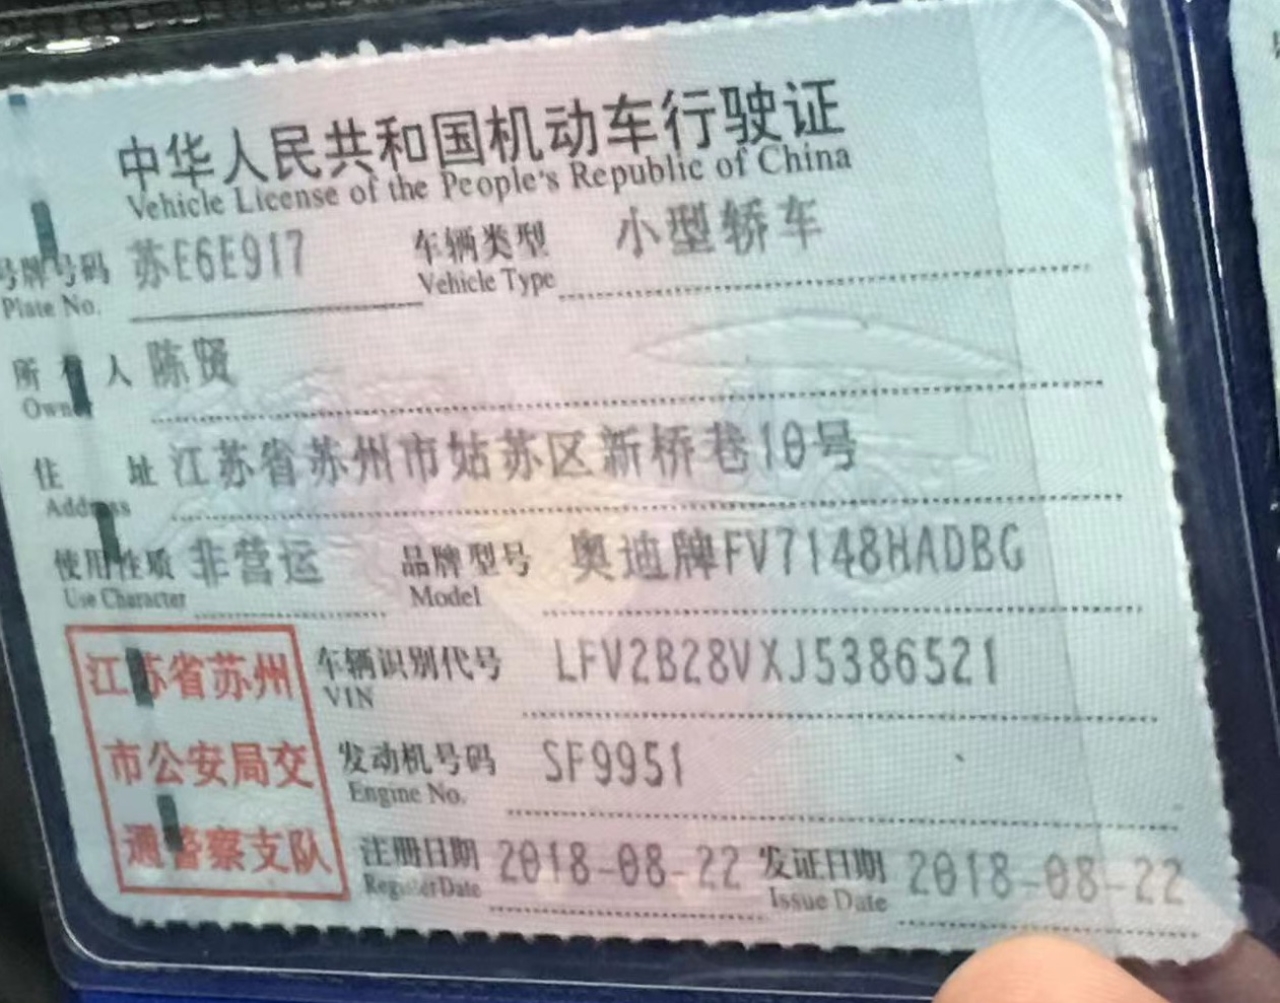 中华人民共和国机动车行驶证
Vehicle License of the People's Republic of China
号牌号码 苏E6E917 车辆类型 小型轿车
Plate No. Vehicle Type
所有人 陈贤
Owner
住址 江苏省苏州市姑苏区新桥巷10号
Address
使用性质 非营运 品牌型号 奥迪牌FV7148HADBG
Use Character Model
江苏省苏州
市公安局交
通警察支队
车辆识别代号 LFV2B28VXJ5386521
VIN
发动机号码 SF9951
Engine No.
注册日期 2018-08-22 发证日期 2018-08-22
Register Date Issue Date